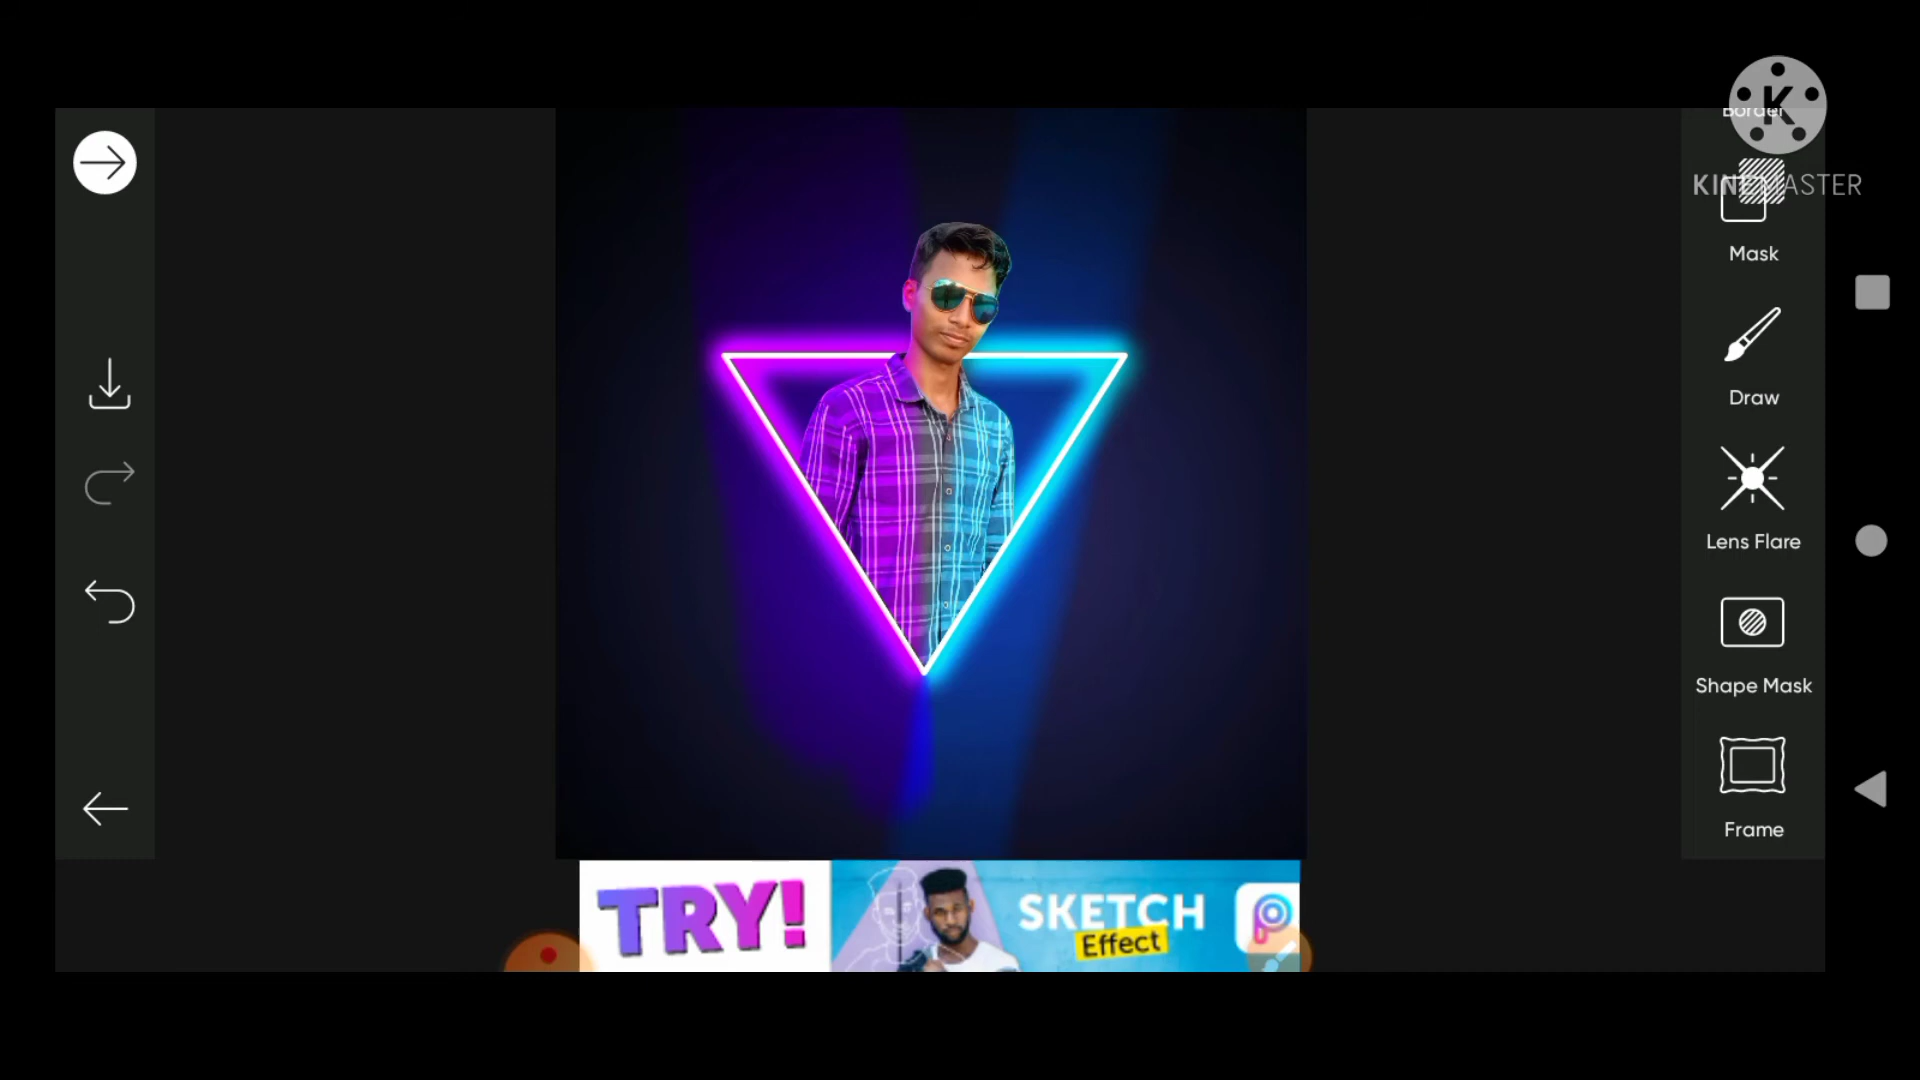 Border
KINEMASTER
Mask
Draw
Lens Flare
Shape Mask
Frame
TRY!
SKETCH
Effect